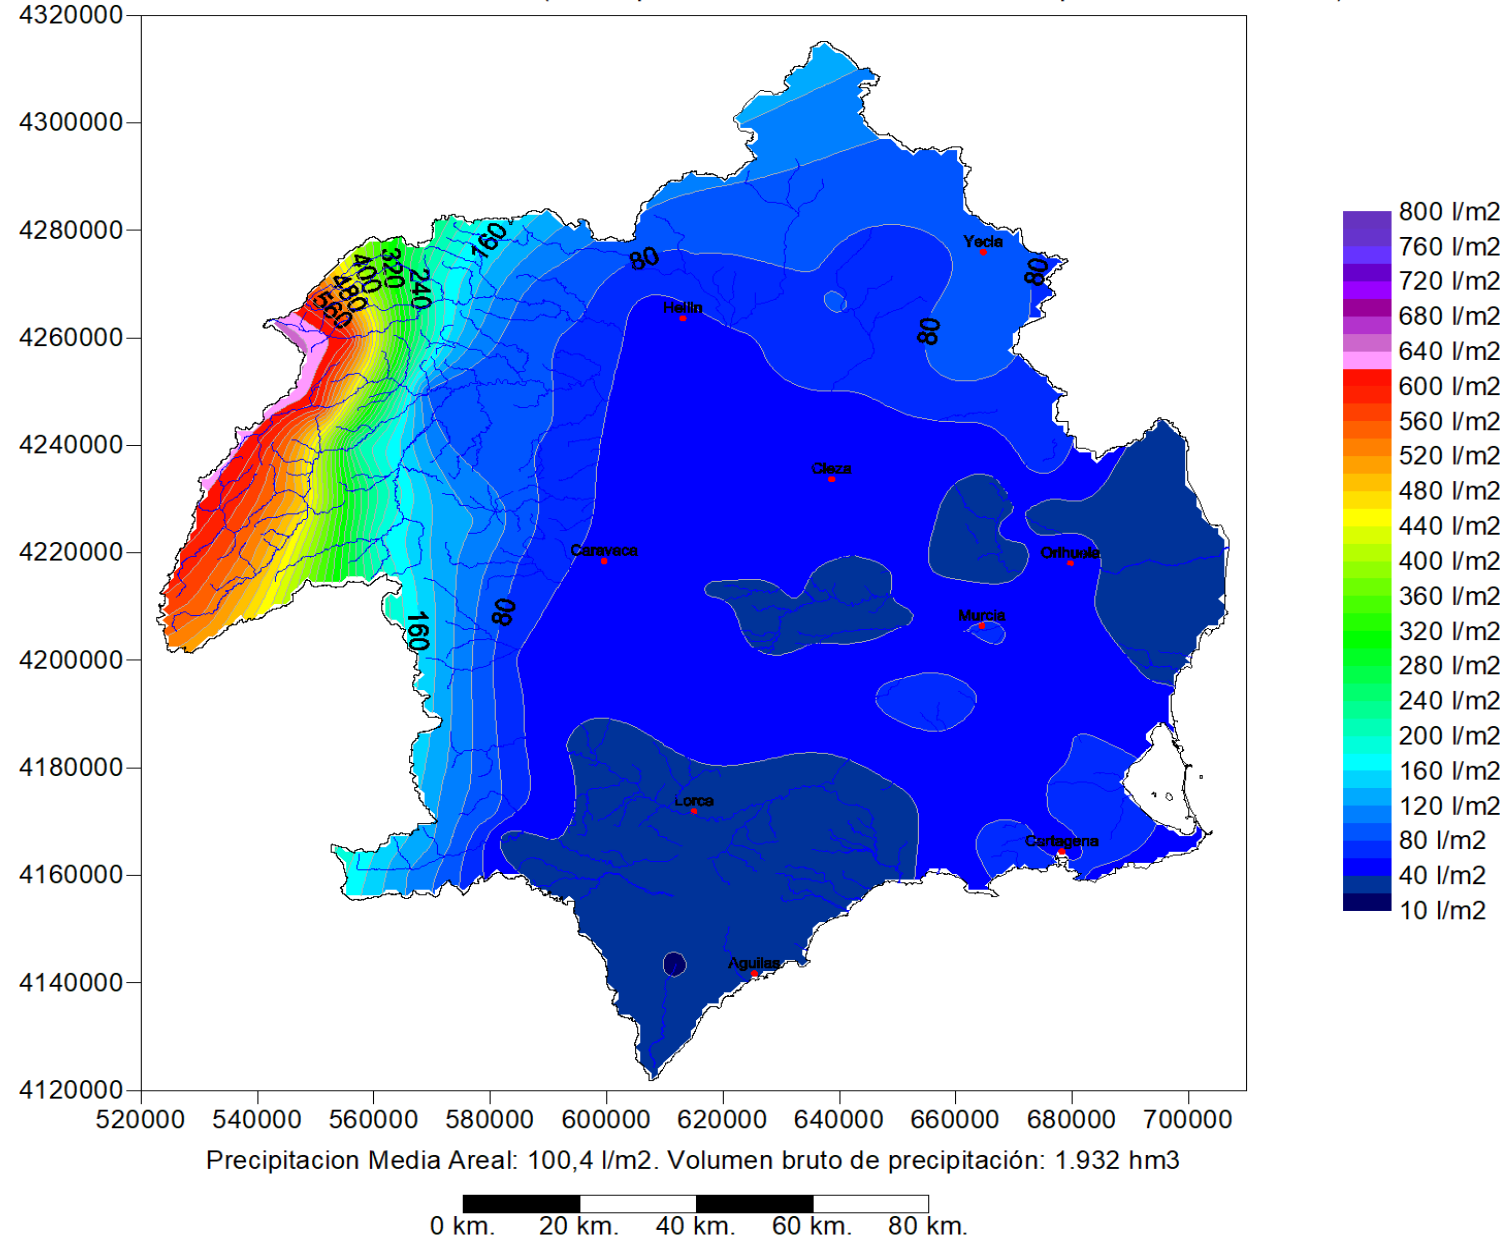 4320000
4300000
4280000
4260000
4240000
4220000
4200000
4180000
4160000
4140000
4120000
520000 540000 560000 580000 600000 620000 640000 660000 680000 700000
160
80
80
80
320
400
240
480
560
80
160
Yecla
Hellin
Cieza
Caravaca
Orihuela
Murcia
Lorca
Cartagena
Aguilas
800 l/m2
760 l/m2
720 l/m2
680 l/m2
640 l/m2
600 l/m2
560 l/m2
520 l/m2
480 l/m2
440 l/m2
400 l/m2
360 l/m2
320 l/m2
280 l/m2
240 l/m2
200 l/m2
160 l/m2
120 l/m2
80 l/m2
40 l/m2
10 l/m2
Precipitacion Media Areal: 100,4 l/m2. Volumen bruto de precipitación: 1.932 hm3
0 km. 20 km. 40 km. 60 km. 80 km.